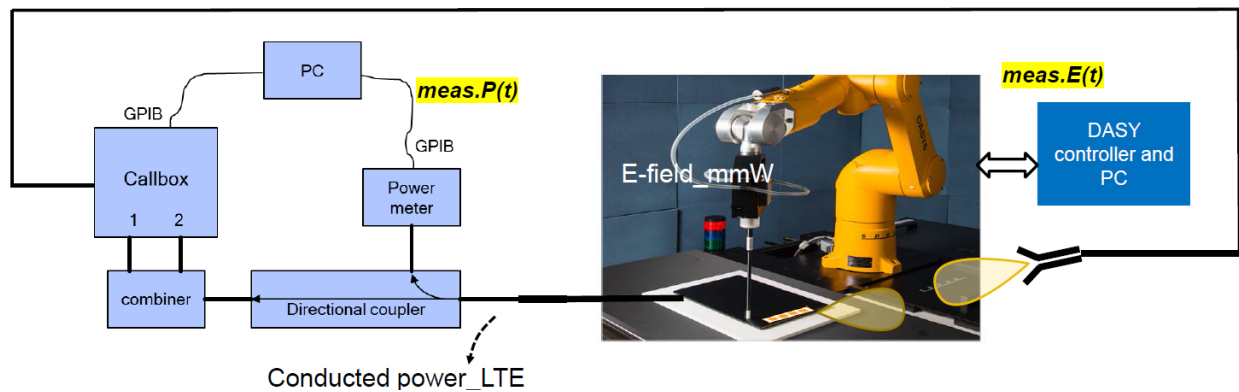 PC
meas.P(t)
meas.E(t)
GPIB
GPIB
DASY
controller and
PC
Callbox
1 2
Power
meter
E-field_mmW
DASY6
combiner
Directional coupler
Conducted power_LTE